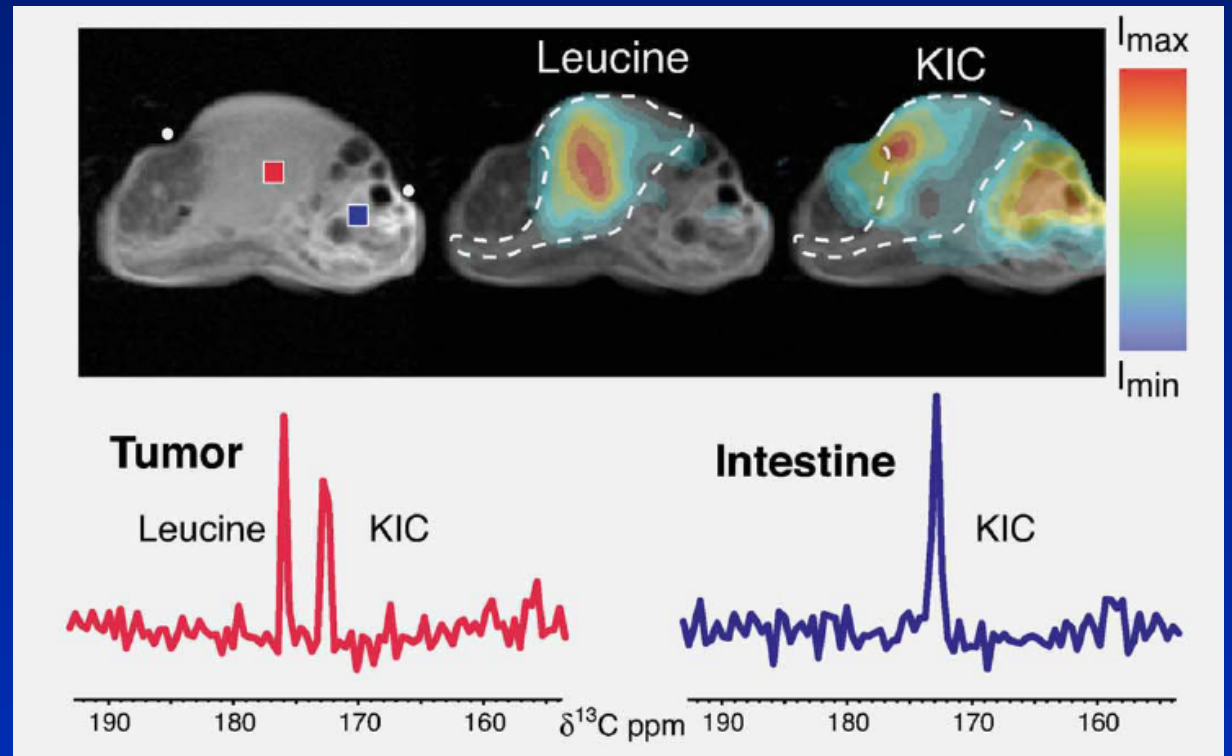 Leucine
KIC
Imax
Imin
Tumor
Leucine
KIC
Intestine
KIC
190 180 170 160 δ¹³C ppm 190 180 170 160